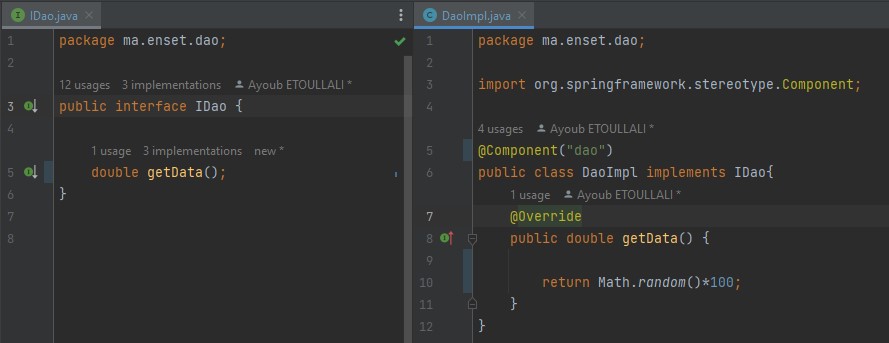 IDao.java
1 package ma.enset.dao;
2
12 usages 3 implementations Ayoub ETOULLALI *
3 public interface IDao {
4
1 usage 3 implementations new *
5 double getData();
6 }
7
8
DaoImpl.java
1 package ma.enset.dao;
2
3 import org.springframework.stereotype.Component;
4
4 usages Ayoub ETOULLALI *
5 @Component("dao")
6 public class DaoImpl implements IDao{
1 usage Ayoub ETOULLALI *
7 @Override
8 public double getData() {
9
10 return Math.random()*100;
11 }
12 }